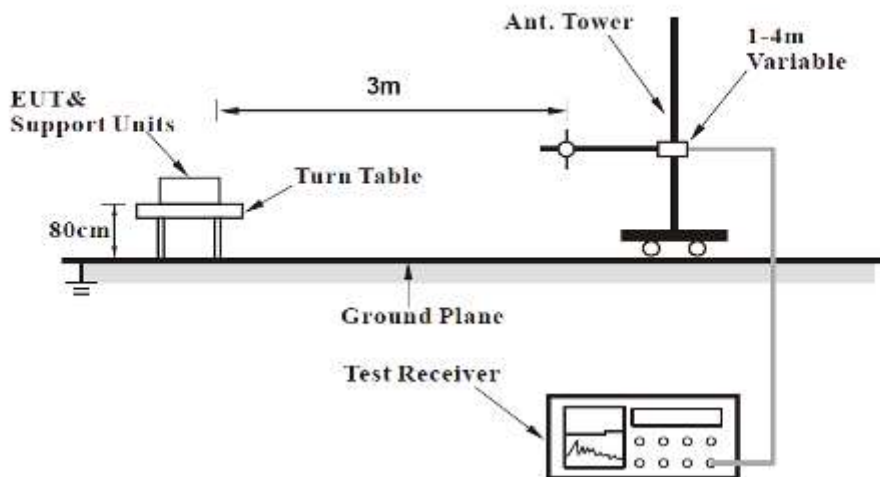 Ant. Tower
1-4m
Variable
3m
EUT&
Support Units
Turn Table
80cm
Ground Plane
Test Receiver